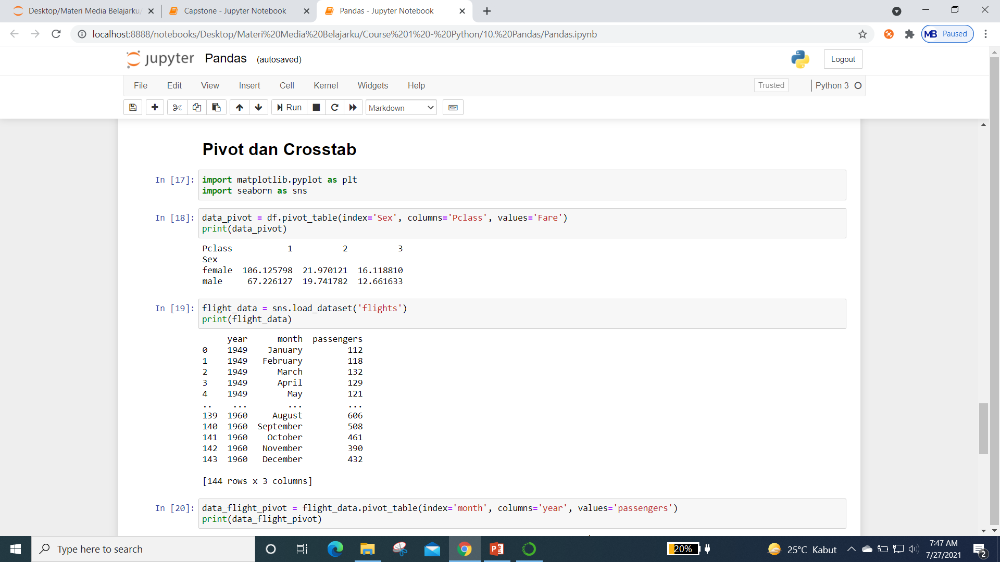 Desktop/Materi Media Belajarku/
Capstone - Jupyter Notebook
Pandas - Jupyter Notebook
localhost:8888/notebooks/Desktop/Materi%20Media%20Belajarku/Course%201%20-%20Python/10.%20Pandas/Pandas.ipynb
MB Paused
jupyter Pandas (autosaved)
Logout
File Edit View Insert Cell Kernel Widgets Help
Trusted
Python 3
Run
Markdown
Pivot dan Crosstab
In [17]: import matplotlib.pyplot as plt
import seaborn as sns
In [18]: data_pivot = df.pivot_table(index='Sex', columns='Pclass', values='Fare')
print(data_pivot)
Pclass 1 2 3
Sex
female 106.125798 21.970121 16.118810
male 67.226127 19.741782 12.661633
In [19]: flight_data = sns.load_dataset('flights')
print(flight_data)
year month passengers
0 1949 January 112
1 1949 February 118
2 1949 March 132
3 1949 April 129
4 1949 May 121
.. ... ... ...
139 1960 August 606
140 1960 September 508
141 1960 October 461
142 1960 November 390
143 1960 December 432
[144 rows x 3 columns]
In [20]: data_flight_pivot = flight_data.pivot_table(index='month', columns='year', values='passengers')
print(data_flight_pivot)
Type here to search
20%
25°C Kabut
7:47 AM
7/27/2021
2